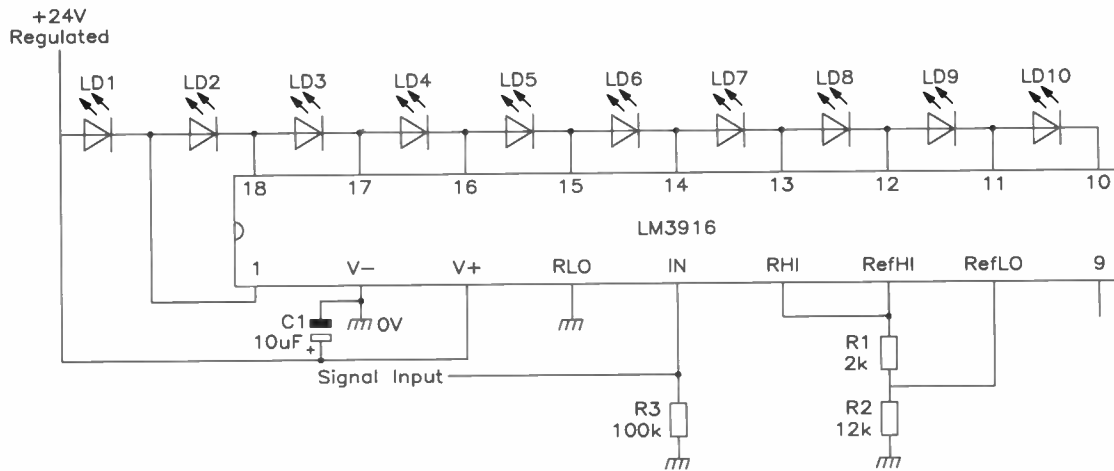 +24V
Regulated
LD1 LD2 LD3 LD4 LD5 LD6 LD7 LD8 LD9 LD10
18 17 16 15 14 13 12 11 10
LM3916
1 V- V+ RLO IN RHI RefHI RefLO 9
C1
10uF
+
0V
Signal Input
R1
2k
R3
100k
R2
12k